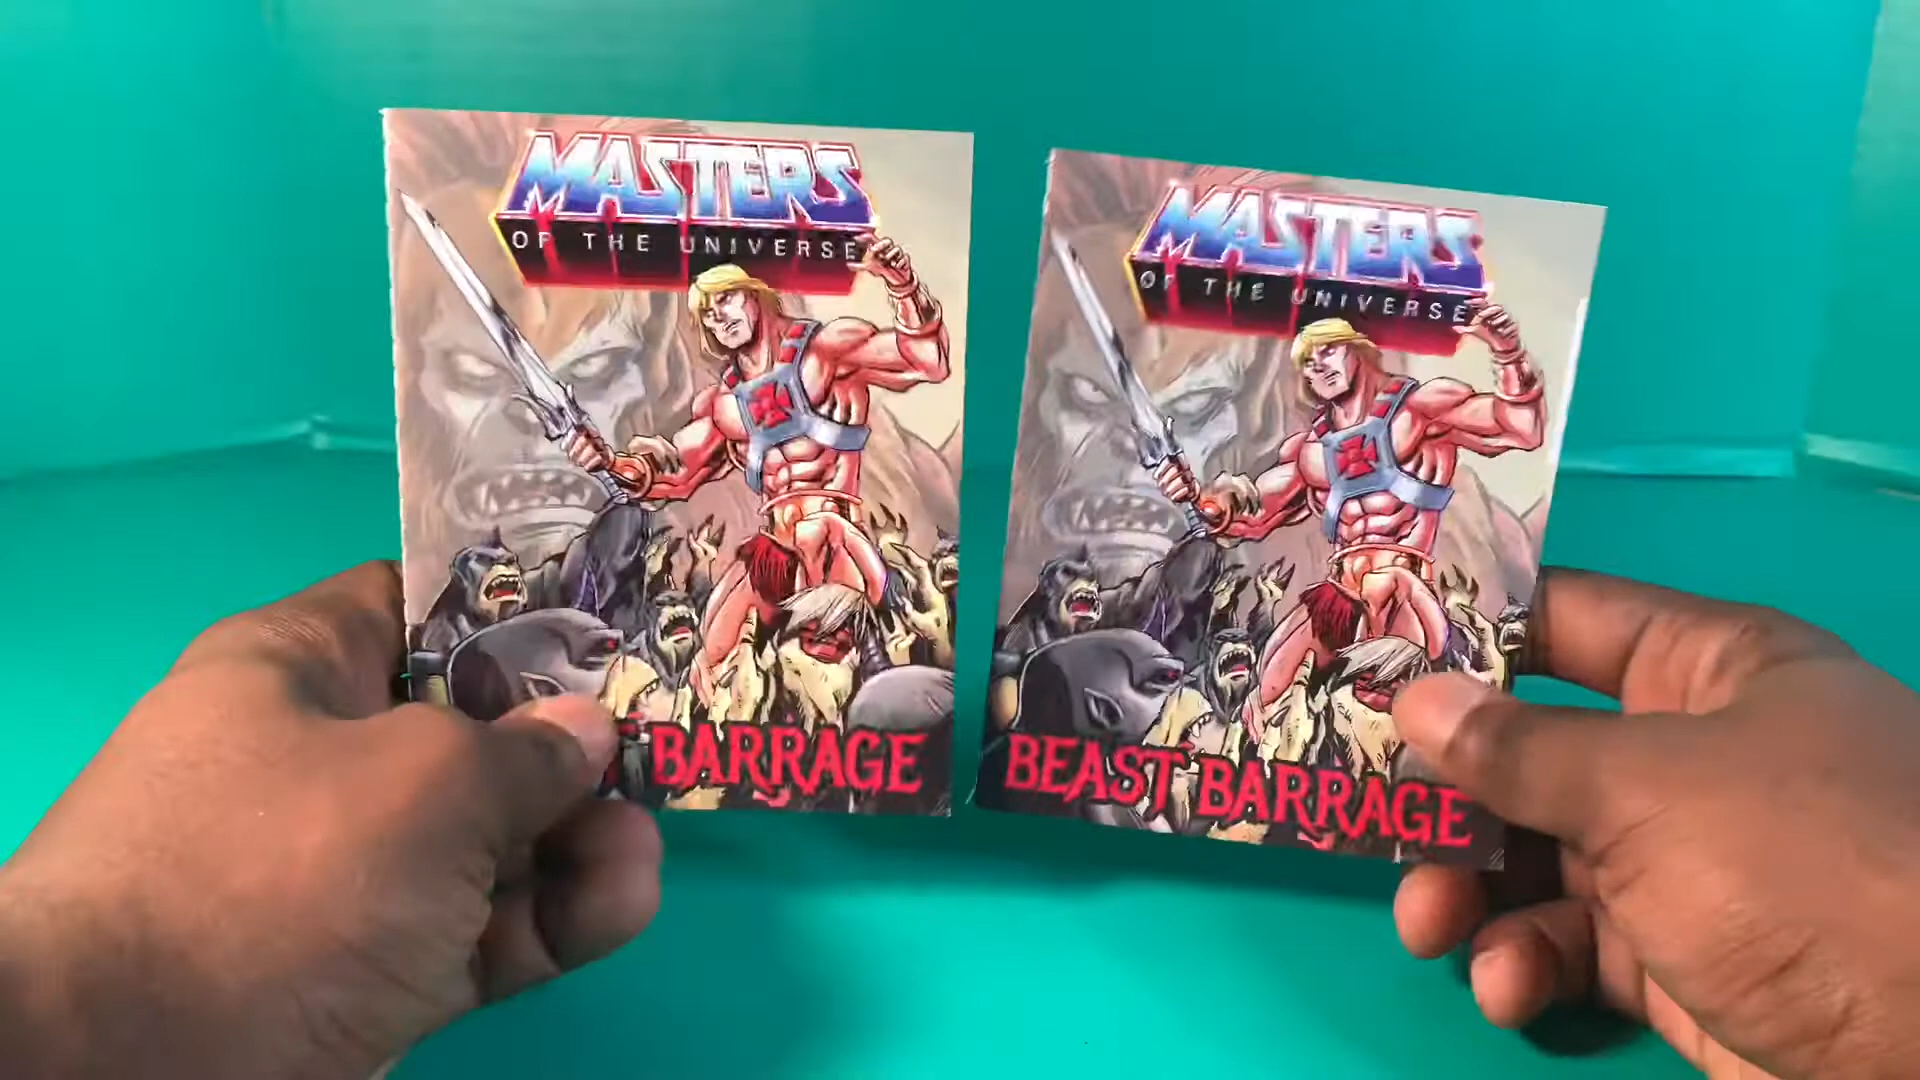 MASTERS
OF THE UNIVERSE
BARRAGE
MASTERS
OF THE UNIVERSE
BEAST BARRAGE